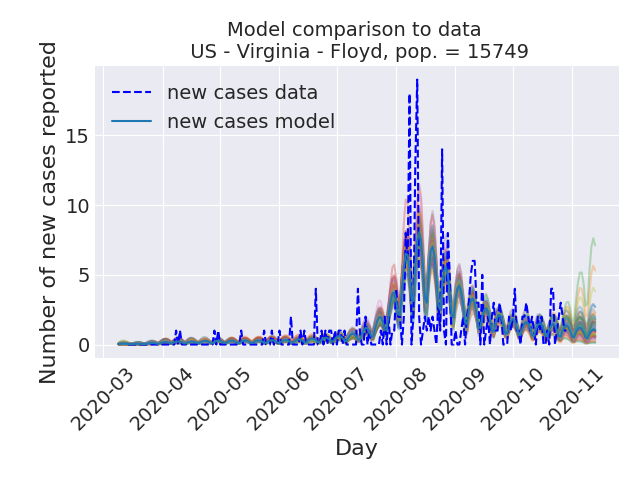 Model comparison to data
US - Virginia - Floyd, pop. = 15749
new cases data
new cases model
Number of new cases reported
15
10
5
0
2020-03
2020-04
2020-05
2020-06
2020-07
2020-08
2020-09
2020-10
2020-11
Day